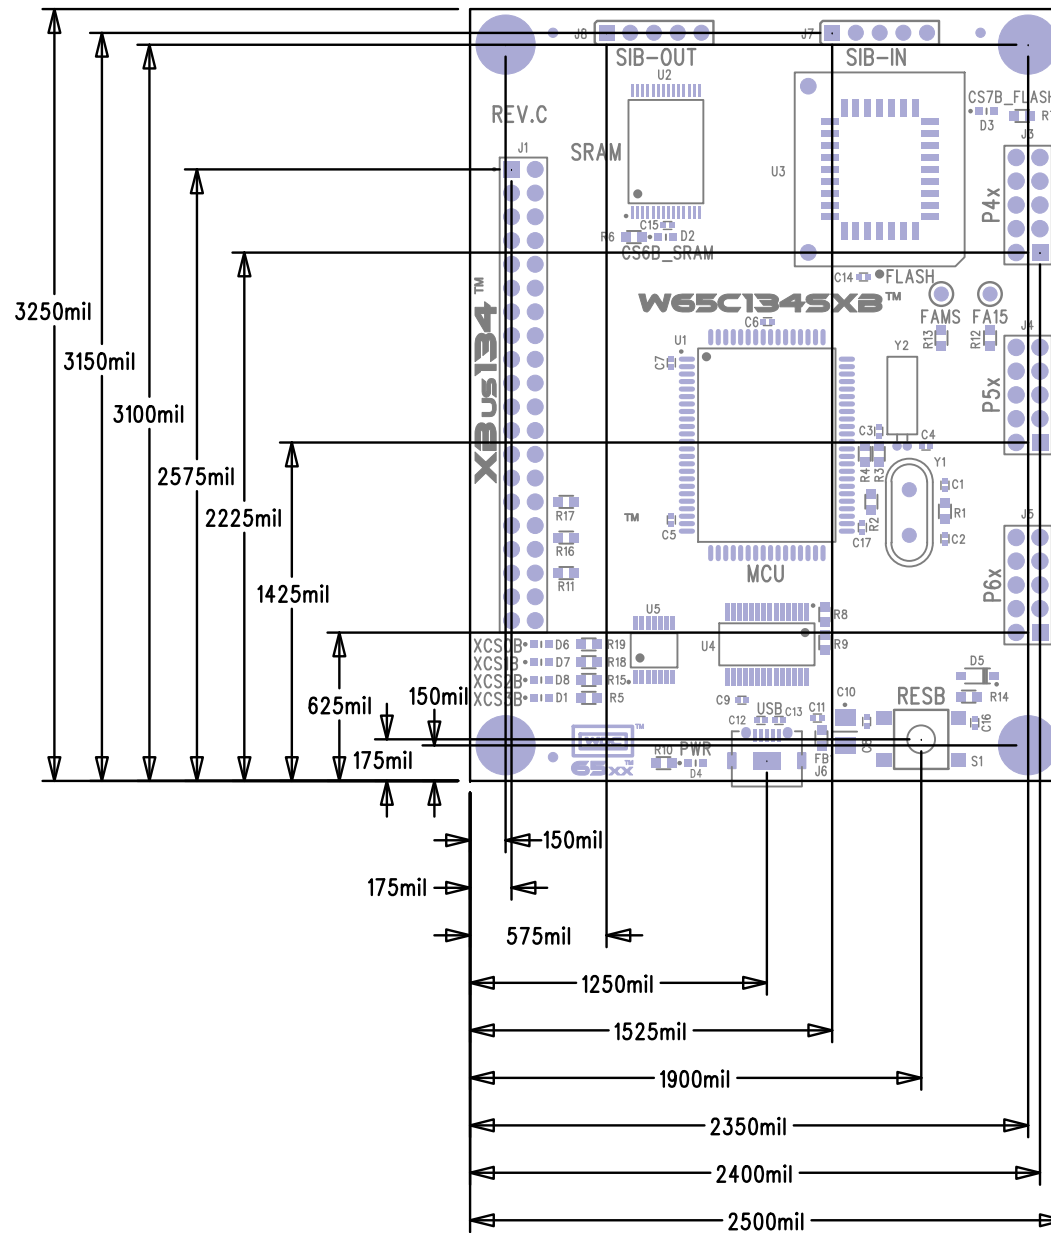 J8
J7
SIB-OUT
SIB-IN
U2
CS7B_FLASH
D3
REV.C
J1
J3
SRAM
U3
P4x
C15
R6
D2
CS6B_SRAM
C14
FLASH
3250mil
W65C134SXB™
XBus134™
3150mil
C6
FAMS
FA15
R13
R12
J4
U1
Y2
C7
3100mil
P5x
C3
C4
2575mil
R4
R3
Y1
2225mil
C1
R17
™
R2
R1
J5
C5
C17
C2
R16
MCU
R11
P6x
1425mil
U5
R8
XCS0B
D6
R19
U4
R9
XCS1B
D7
R18
XCS2B
D8
R15
D5
XCS3B
D1
R5
R14
150mil
C9
C10
RESB
625mil
USB
C13
C11
C12
C8
C16
175mil
PWR
65xx
™
R10
D4
FB1
J6
S1
150mil
175mil
575mil
1250mil
1525mil
1900mil
2350mil
2400mil
2500mil